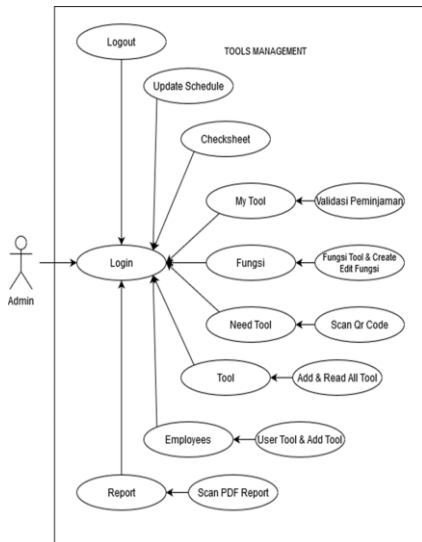 Logout
TOOLS MANAGEMENT
Update Schedule
Checksheet
My Tool
Validasi Peminjaman
Admin
Login
Fungsi
Fungsi Tool & Create
Edit Fungsi
Need Tool
Scan Qr Code
Tool
Add & Read All Tool
Employees
User Tool & Add Tool
Report
Scan PDF Report